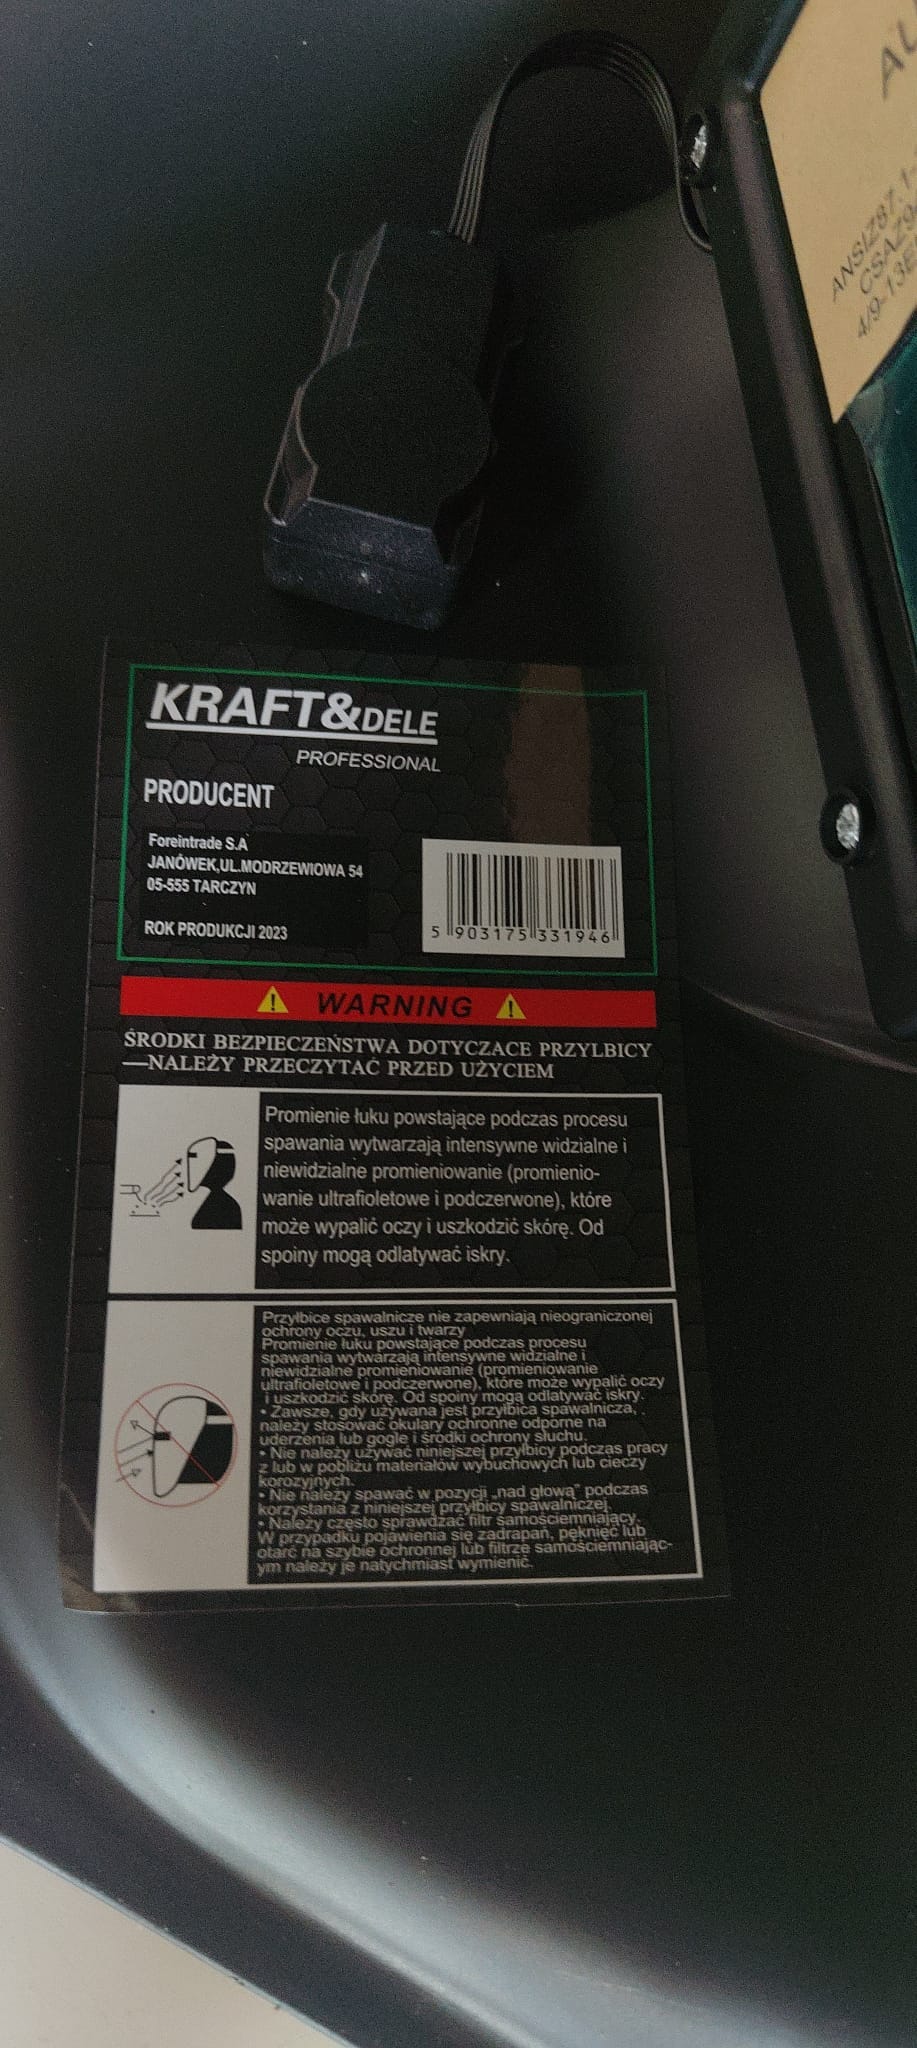 AU
ANSIZ87.1-
CSAZ9
4/9-13E
KRAFT&DELE
PROFESSIONAL
PRODUCENT
Foreintrade S.A
JANÓWEK,UL.MODRZEWIOWA 54
05-555 TARCZYN
ROK PRODUKCJI 2023
5 903175 331946
WARNING
ŚRODKI BEZPIECZEŃSTWA DOTYCZACE PRZYLBICY
—NALEŻY PRZECZYTAĆ PRZED UŻYCIEM
Promienie łuku powstające podczas procesu
spawania wytwarzają intensywne widzialne i
niewidzialne promieniowanie (promienio-
wanie ultrafioletowe i podczerwone), które
może wypalić oczy i uszkodzić skórę. Od
spoiny mogą odlatywać iskry.
Przyłbice spawalnicze nie zapewniają nieograniczonej
ochrony oczu, uszu i twarzy
Promienie łuku powstające podczas procesu
spawania wytwarzają intensywne widzialne i
niewidzialne promieniowanie (promieniowanie
ultrafioletowe i podczerwone), które może wypalić oczy
i uszkodzić skórę. Od spoiny mogą odlatywać iskry.
• Zawsze, gdy używana jest przyłbica spawalnicza,
należy stosować okulary ochronne odporne na
uderzenia lub gogle i środki ochrony słuchu.
• Nie należy używać niniejszej przyłbicy podczas pracy
z lub w pobliżu materiałów wybuchowych lub cieczy
korozyjnych.
• Nie należy spawać w pozycji „nad głową” podczas
korzystania z niniejszej przyłbicy spawalniczej.
• Należy często sprawdzać filtr samościemniający.
W przypadku pojawienia się zadrapań, pęknięć lub
otarć na szybie ochronnej lub filtrze samościemniając-
ym należy je natychmiast wymienić.